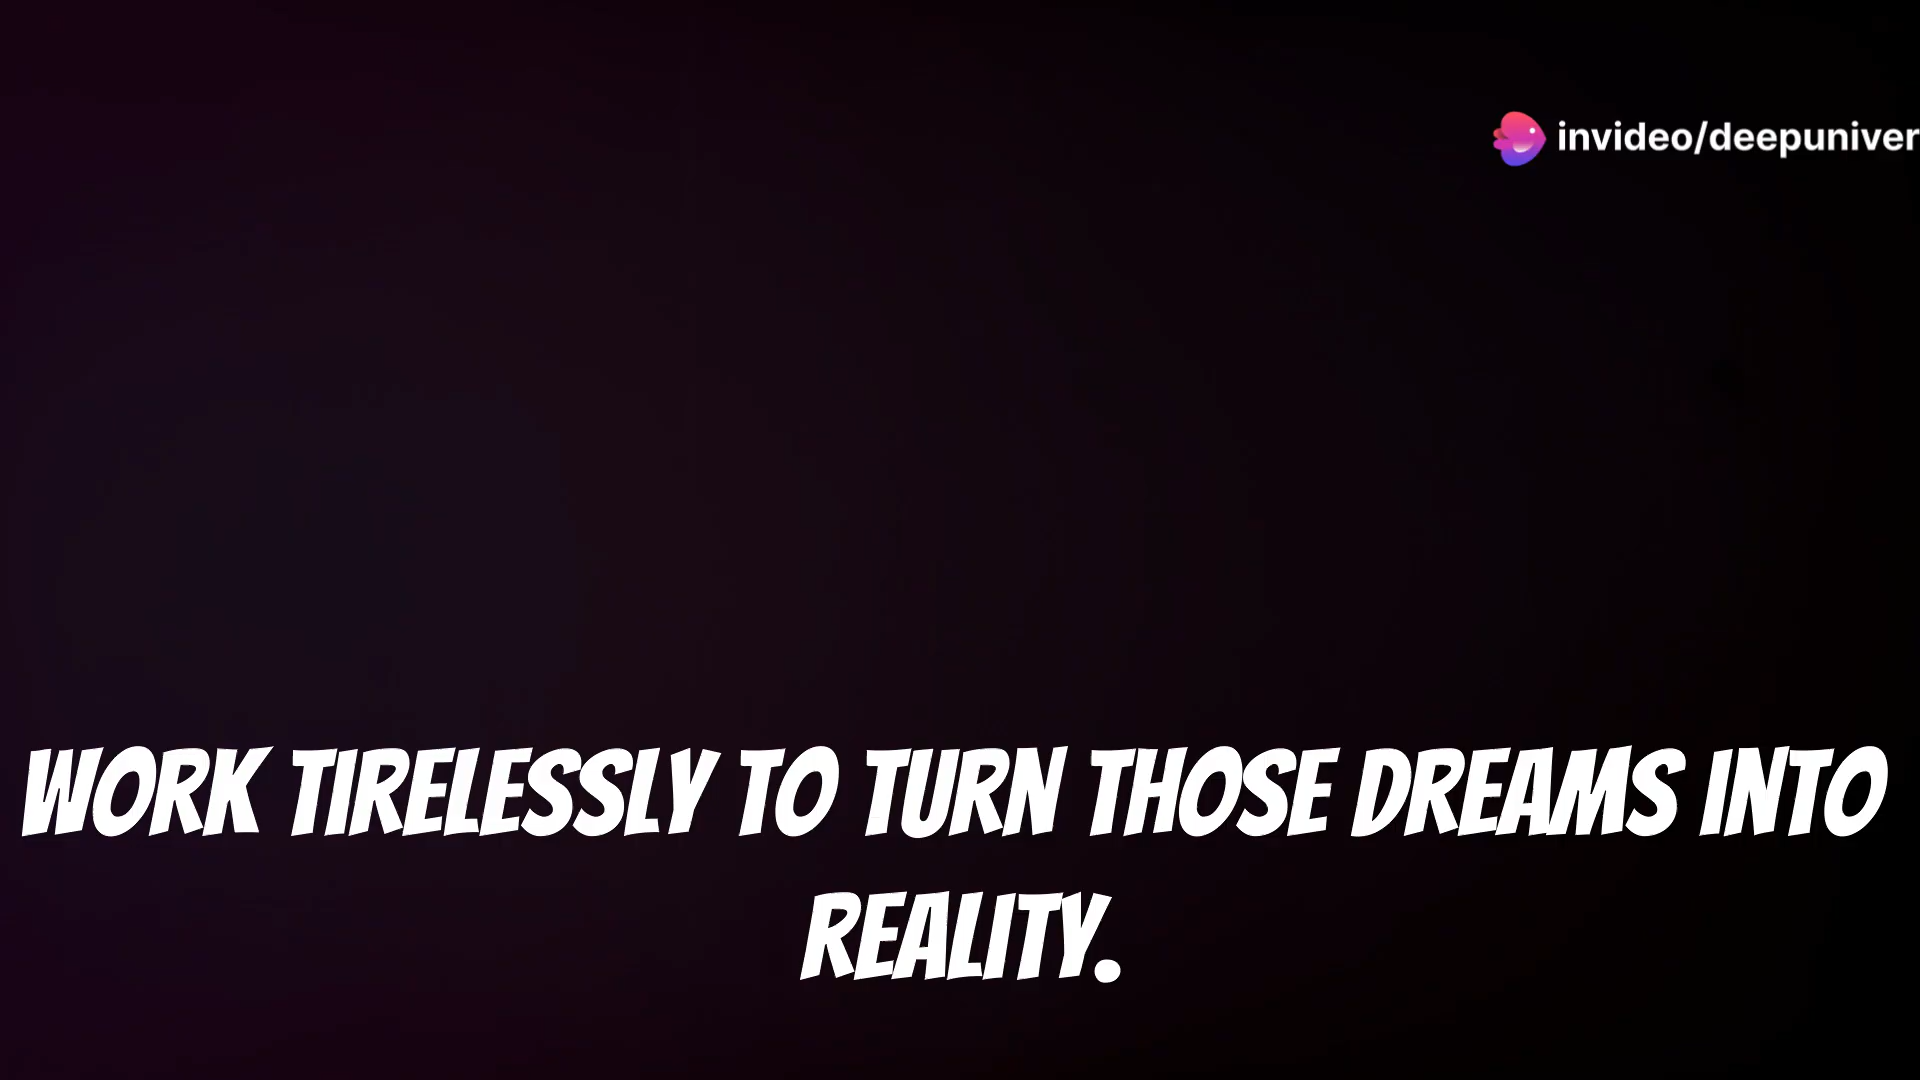 invideo/deepuniver
WORK TIRELESSLY TO TURN THOSE DREAMS INTO
REALITY.